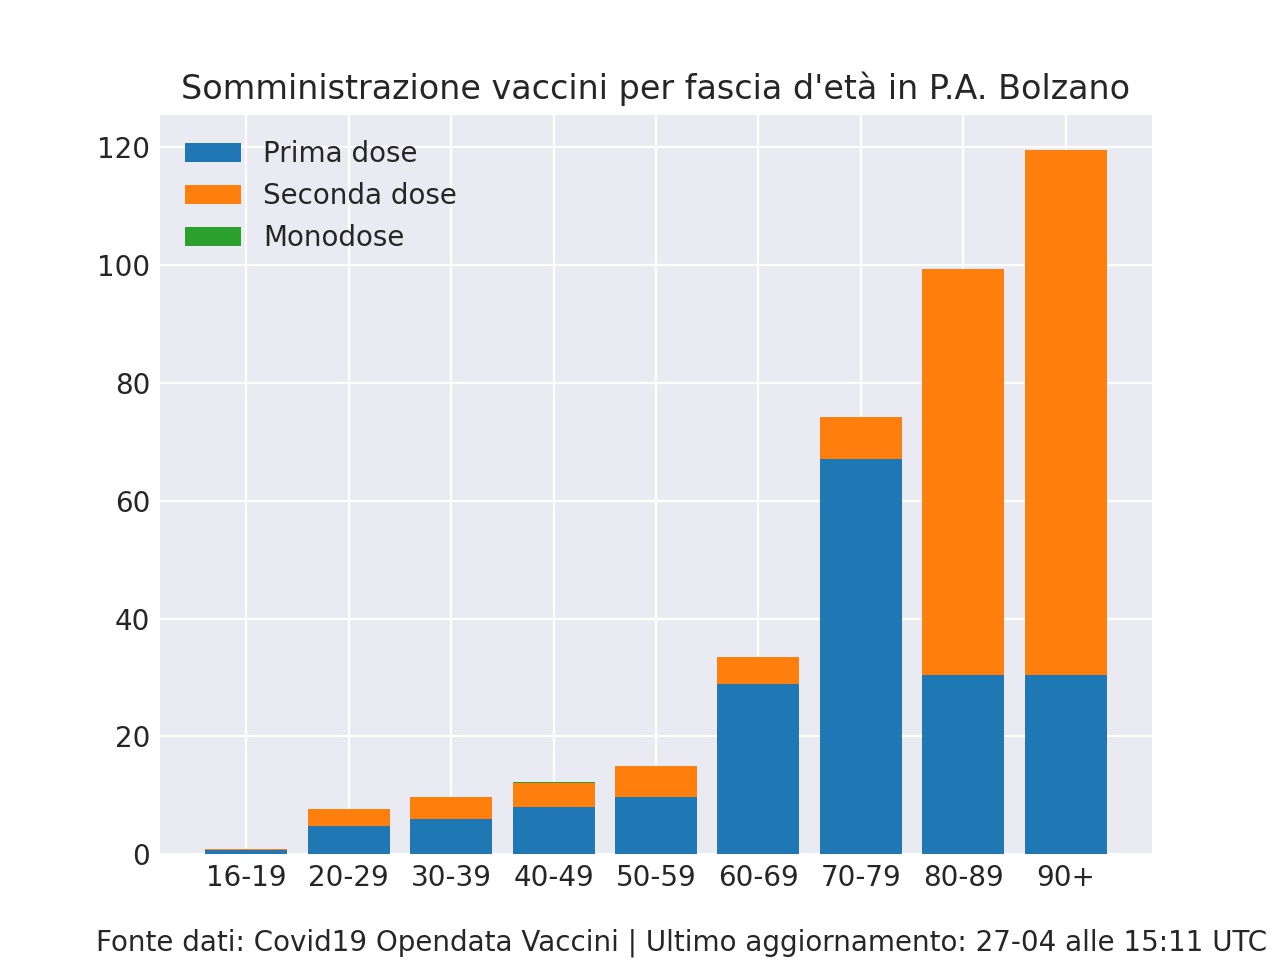 Somministrazione vaccini per fascia d'età in P.A. Bolzano
Prima dose
Seconda dose
Monodose
120
100
80
60
40
20
0
16-19 20-29 30-39 40-49 50-59 60-69 70-79 80-89 90+
Fonte dati: Covid19 Opendata Vaccini | Ultimo aggiornamento: 27-04 alle 15:11 UTC